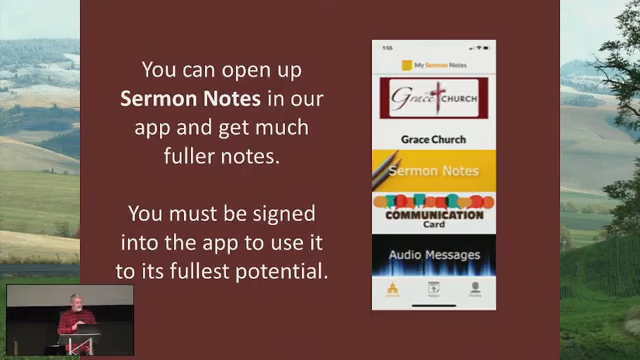 You can open up
Sermon Notes in our
app and get much
fuller notes.
You must be signed
into the app to use it
to its fullest potential.
1:55
My Sermon Notes
Grace CHURCH
Grace Church
Sermon Notes
COMMUNICATION
Card
Audio Messages